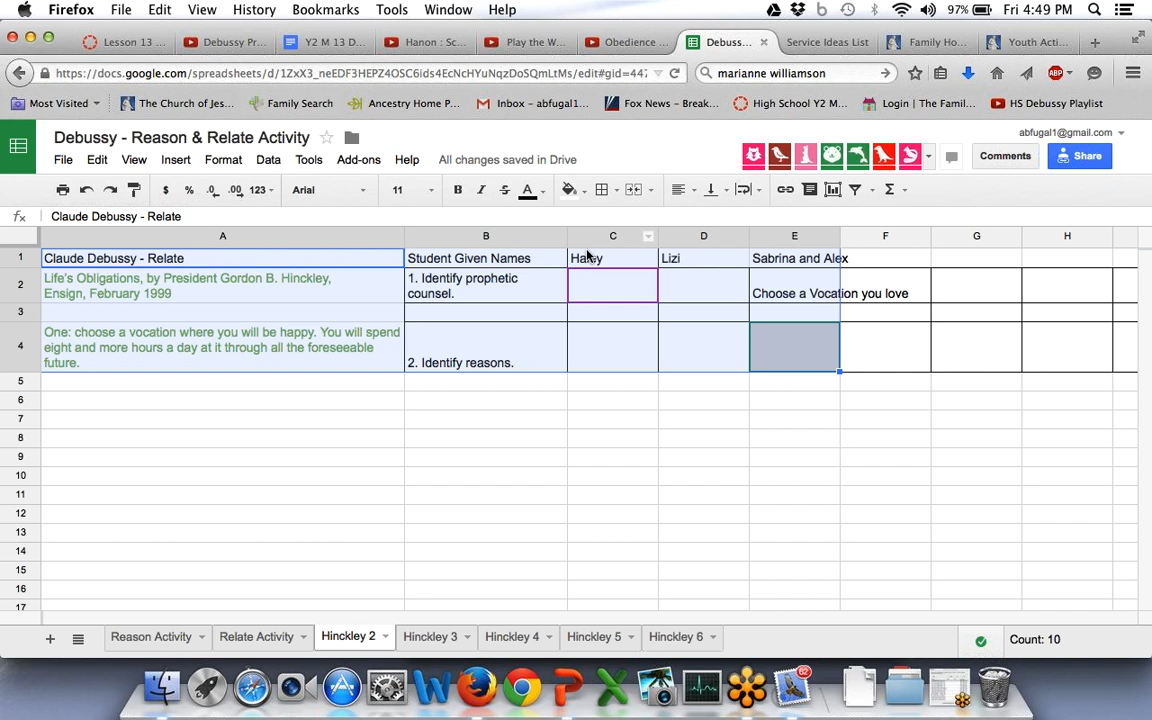 Firefox File Edit View History Bookmarks Tools Window Help 97% Fri 4:49 PM
Lesson 13 ... Debussy Pr... Y2 M 13 D... Hanon : Sc... Play the W... Obedience ... Debuss... Service Ideas List Family Ho... Youth Acti...
https://docs.google.com/spreadsheets/d/1ZxX3_neEDF3HEPZ4OSC6ids4EcNcHYuNqzDoSQmLtMs/edit#gid=447 marianne williamson
Most Visited The Church of Jes... Family Search Ancestry Home P... Inbox - abfugal1... Fox News - Break... High School Y2 M... Login | The Famil... HS Debussy Playlist
Debussy - Reason & Relate Activity
abfugal1@gmail.com
File Edit View Insert Format Data Tools Add-ons Help All changes saved in Drive
Comments Share
$ % .0 .00 123 Arial 11 B I S A
fx Claude Debussy - Relate
A B C D E F G H
1 Claude Debussy - Relate Student Given Names Lizi Sabrina and Alex
2 Life's Obligations, by President Gordon B. Hinckley, 1. Identify prophetic
Ensign, February 1999 counsel. Choose a Vocation you love
3
4 One: choose a vocation where you will be happy. You will spend
eight and more hours a day at it through all the foreseeable
future. 2. Identify reasons.
5
6
7
8
9
10
11
12
13
14
15
16
17
Reason Activity Relate Activity Hinckley 2 Hinckley 3 Hinckley 4 Hinckley 5 Hinckley 6 Count: 10